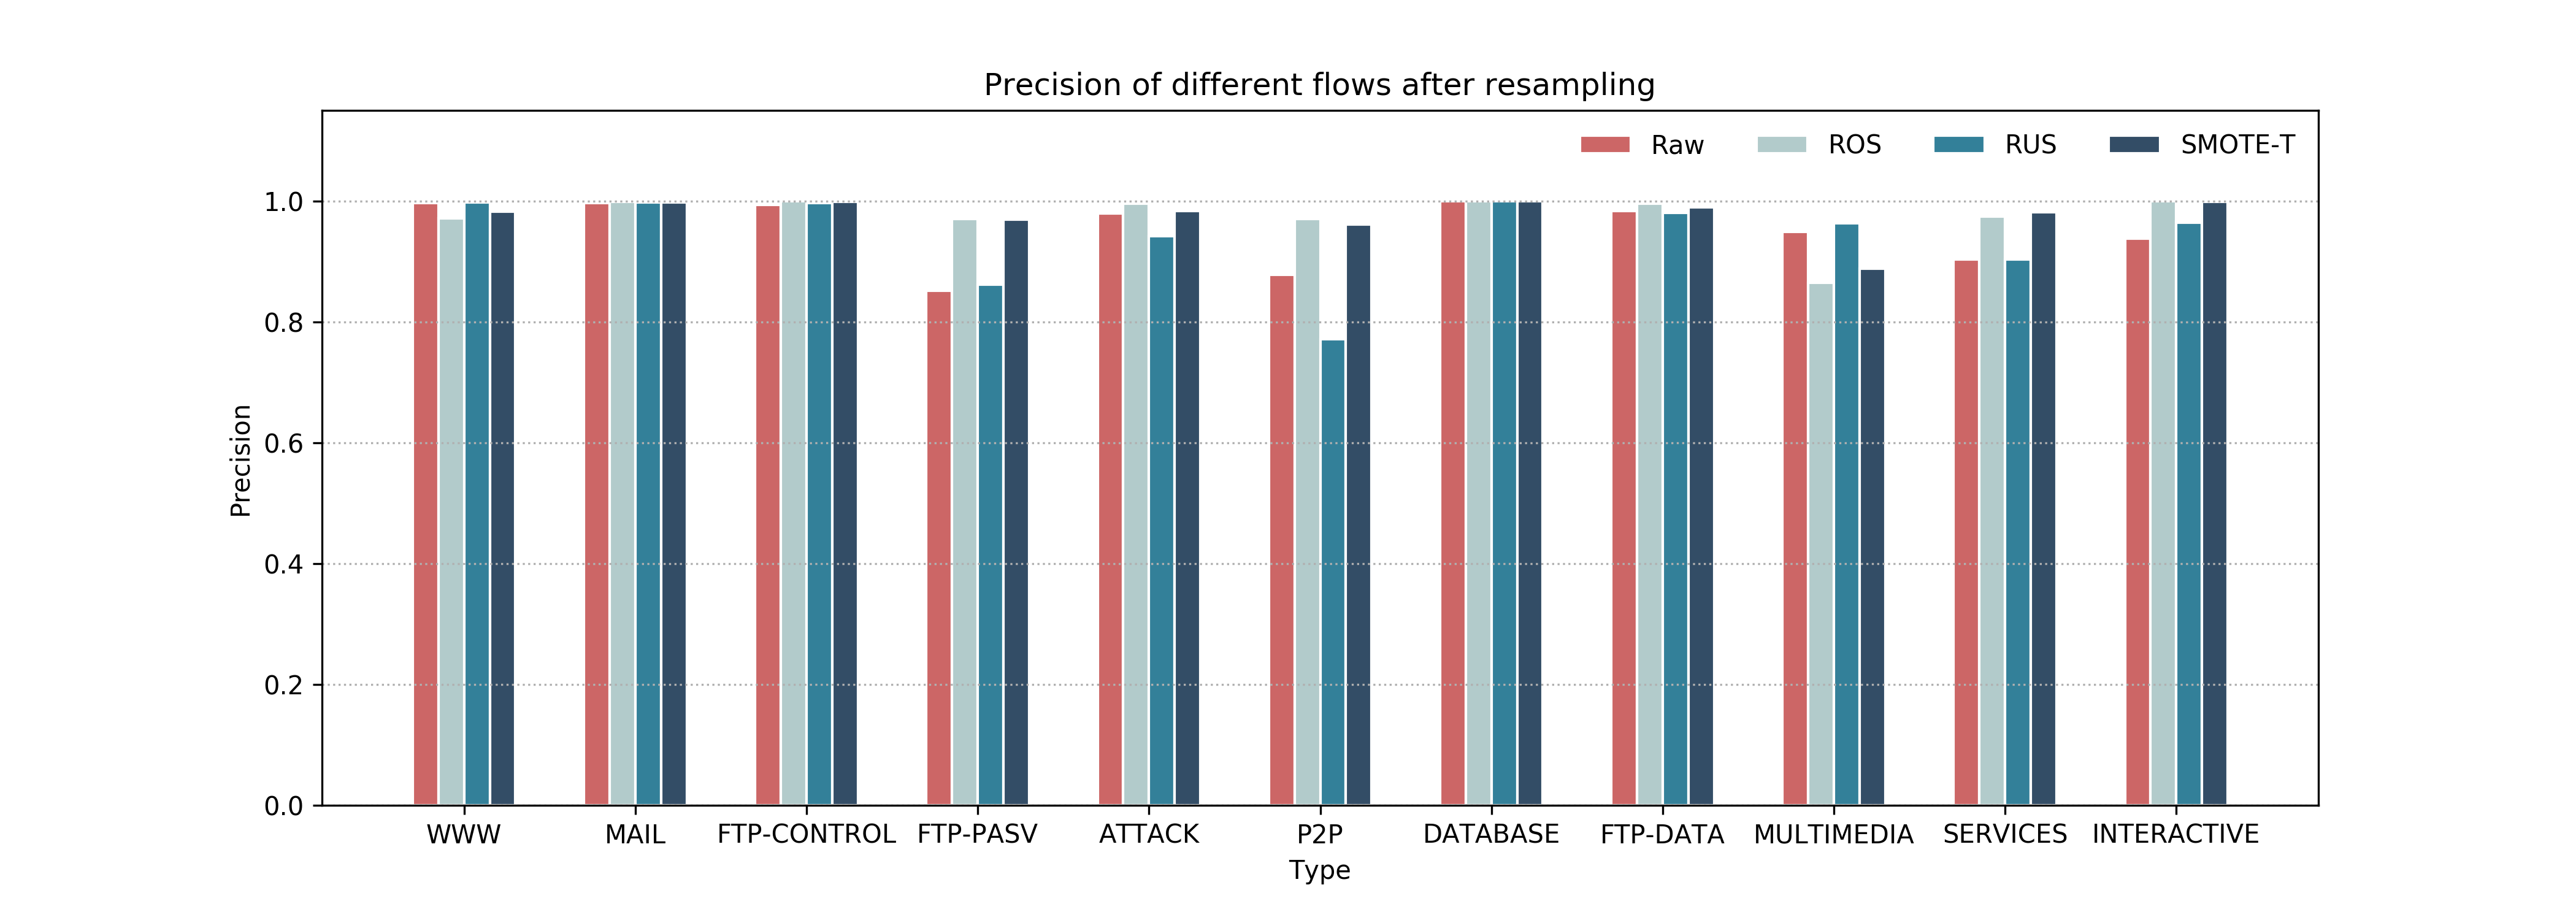 Precision of different flows after resampling
Raw ROS RUS SMOTE-T
1.0
0.8
0.6
0.4
0.2
0.0
Precision
WWW MAIL FTP-CONTROL FTP-PASV ATTACK P2P DATABASE FTP-DATA MULTIMEDIA SERVICES INTERACTIVE
Type